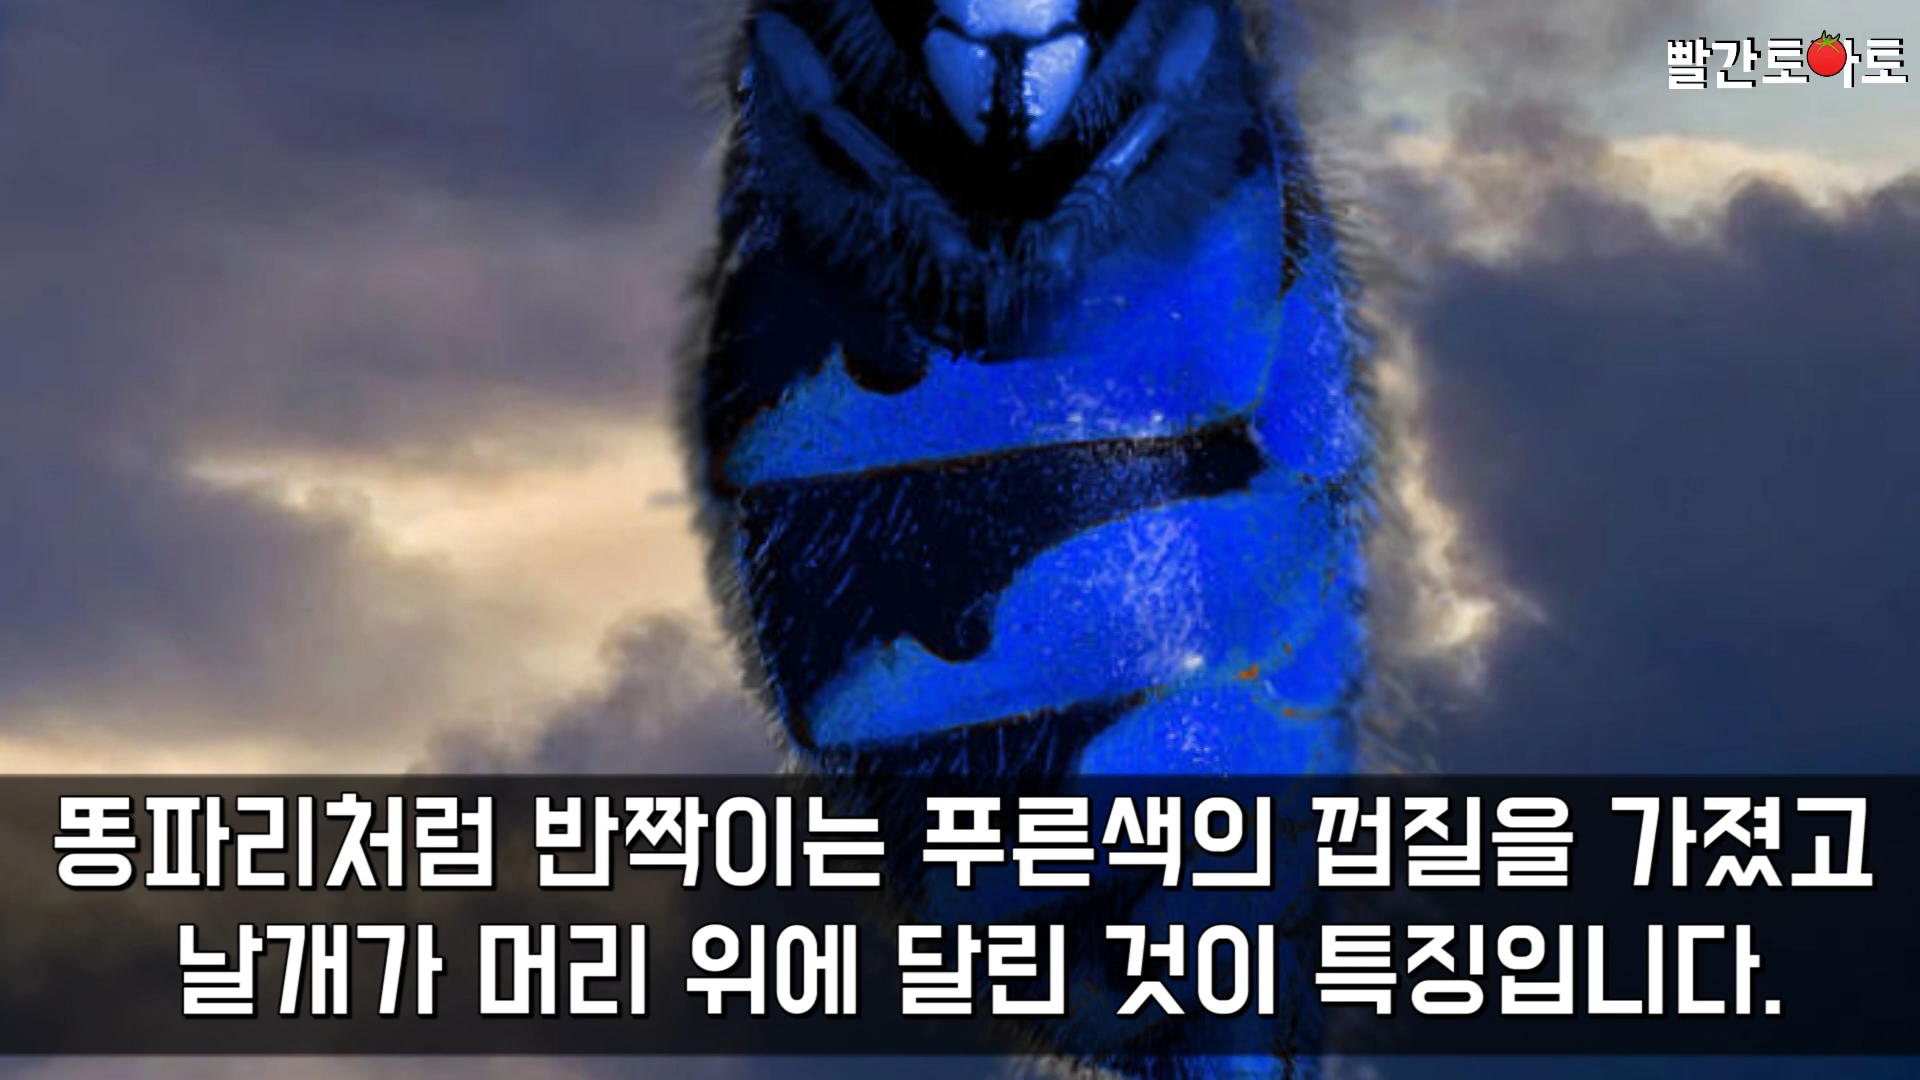 빨간토마토
똥파리처럼 반짝이는 푸른색의 껍질을 가졌고
날개가 머리 위에 달린 것이 특징입니다.